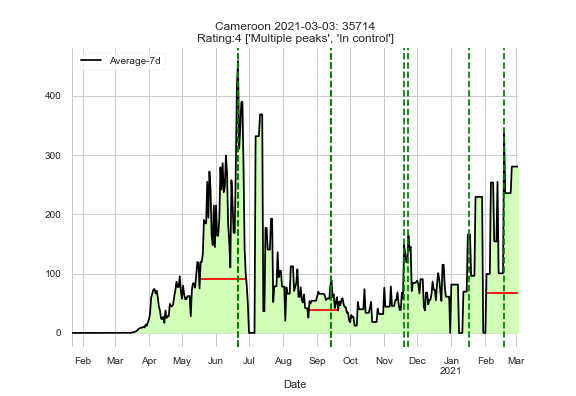 Cameroon 2021-03-03: 35714
Rating:4 ['Multiple peaks', 'In control']
Average-7d
400
300
200
100
0
Feb Mar Apr May Jun Jul Aug Sep Oct Nov Dec Jan Feb Mar
2021
Date